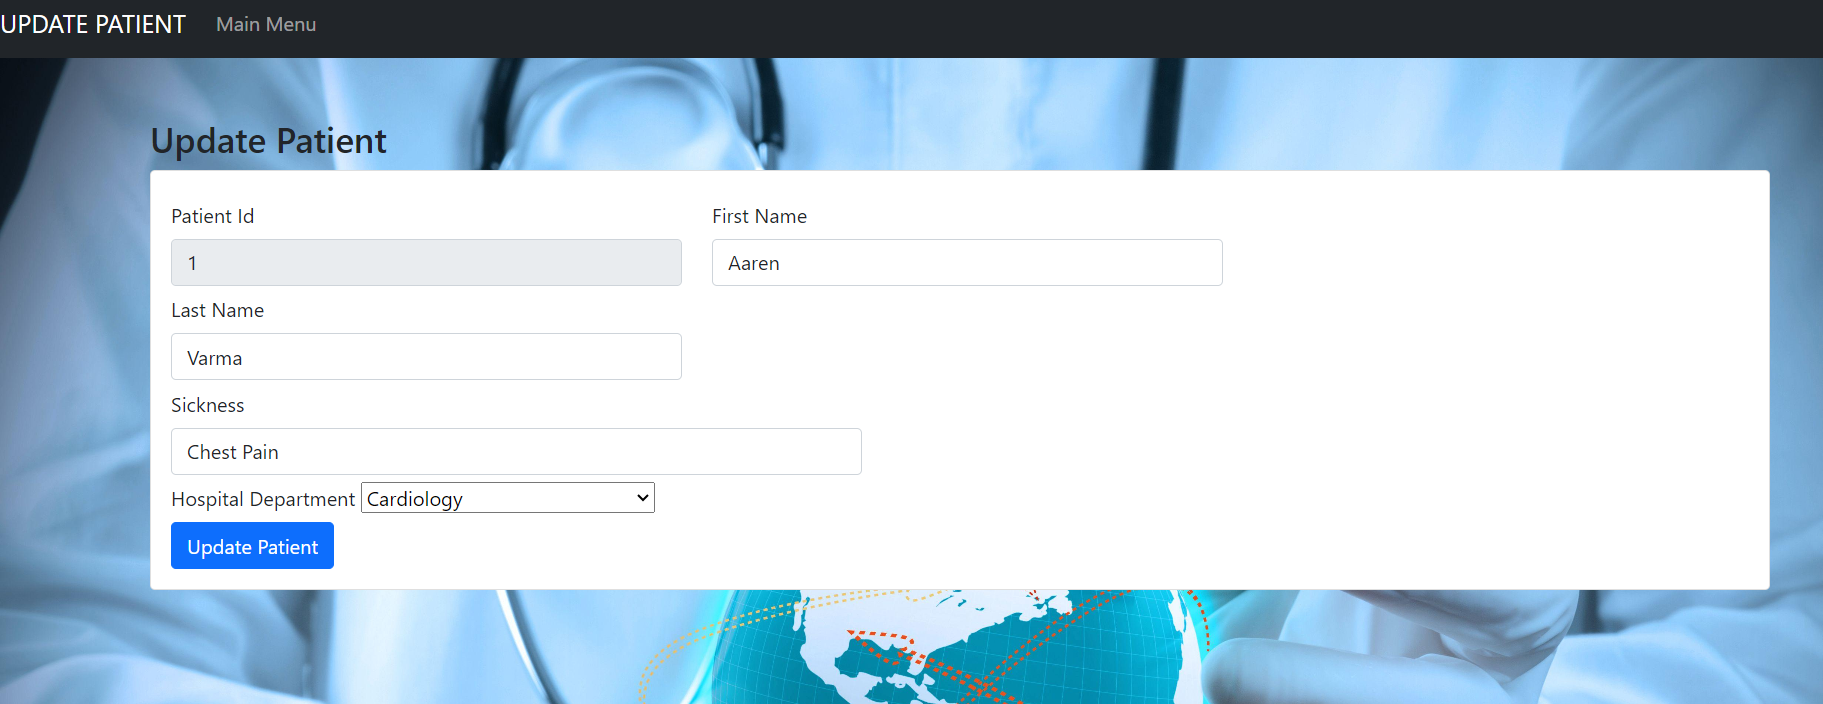 UPDATE PATIENT Main Menu
Update Patient
Patient Id First Name
1 Aaren
Last Name
Varma
Sickness
Chest Pain
Hospital Department Cardiology
Update Patient